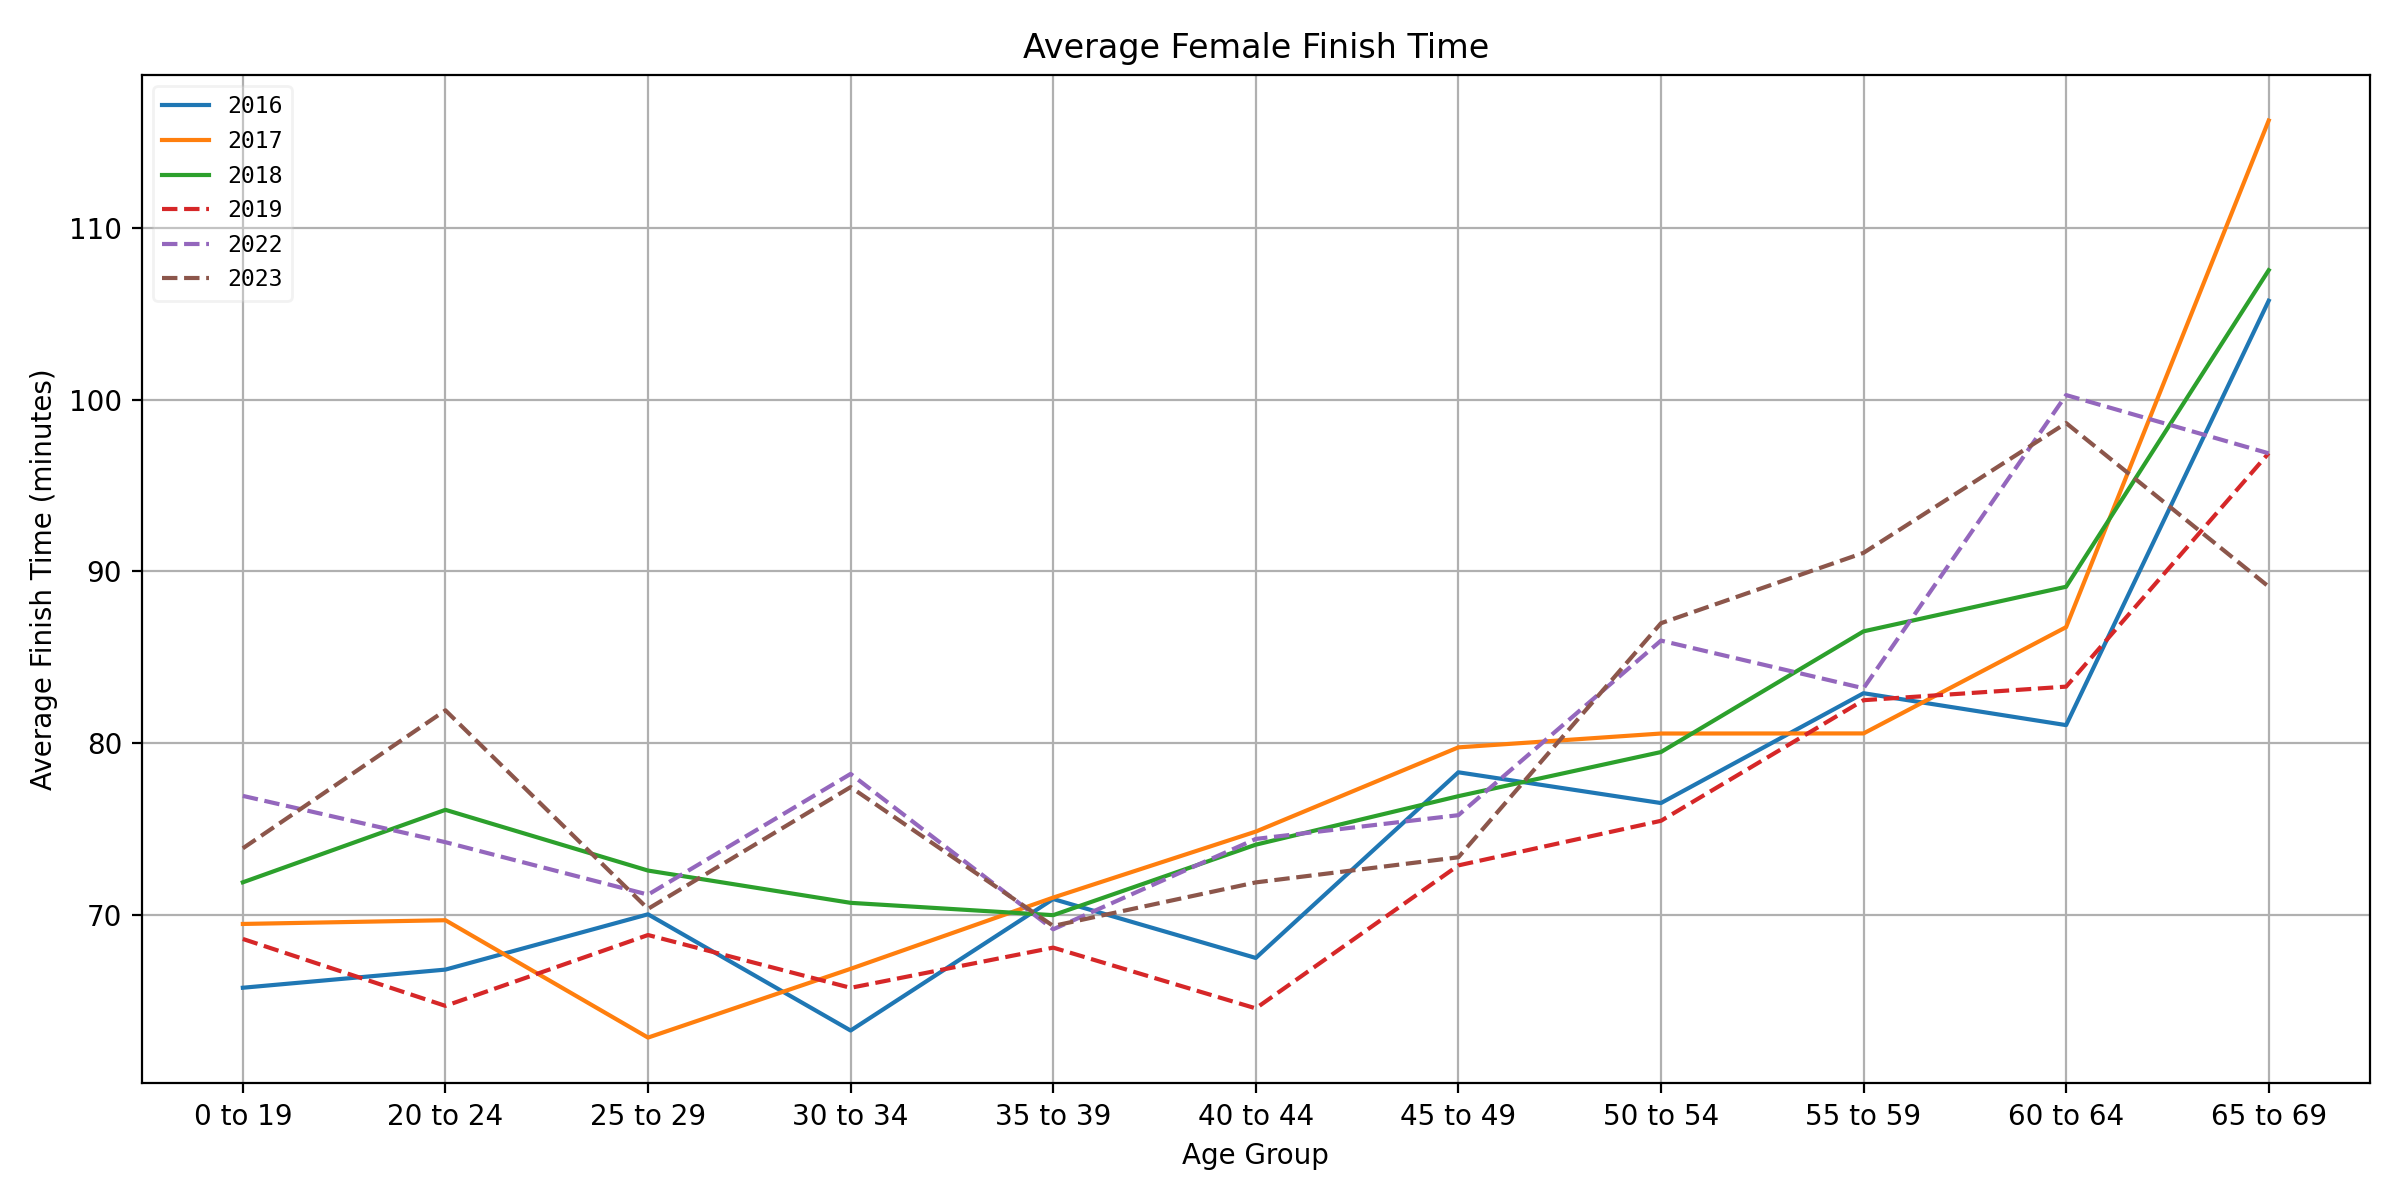 Average Female Finish Time
2016
2017
2018
2019
2022
2023
110
100
90
80
70
Average Finish Time (minutes)
0 to 19 20 to 24 25 to 29 30 to 34 35 to 39 40 to 44 45 to 49 50 to 54 55 to 59 60 to 64 65 to 69
Age Group